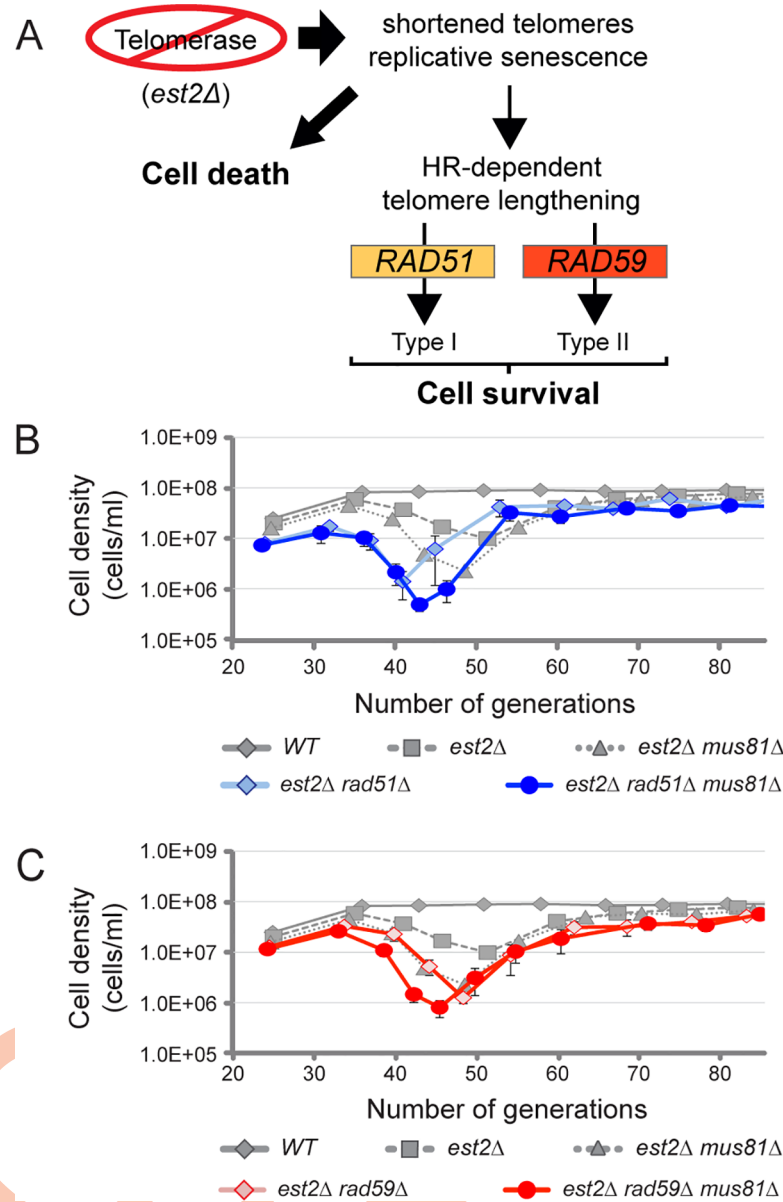 A
Telomerase
(est2Δ)
shortened telomeres
replicative senescence
Cell death
HR-dependent
telomere lengthening
RAD51
RAD59
Type I
Type II
Cell survival
B
Cell density
(cells/ml)
1.0E+09
1.0E+08
1.0E+07
1.0E+06
1.0E+05
20 30 40 50 60 70 80
Number of generations
WT est2Δ est2Δ mus81Δ
est2Δ rad51Δ est2Δ rad51Δ mus81Δ
C
Cell density
(cells/ml)
1.0E+09
1.0E+08
1.0E+07
1.0E+06
1.0E+05
20 30 40 50 60 70 80
Number of generations
WT est2Δ est2Δ mus81Δ
est2Δ rad59Δ est2Δ rad59Δ mus81Δ